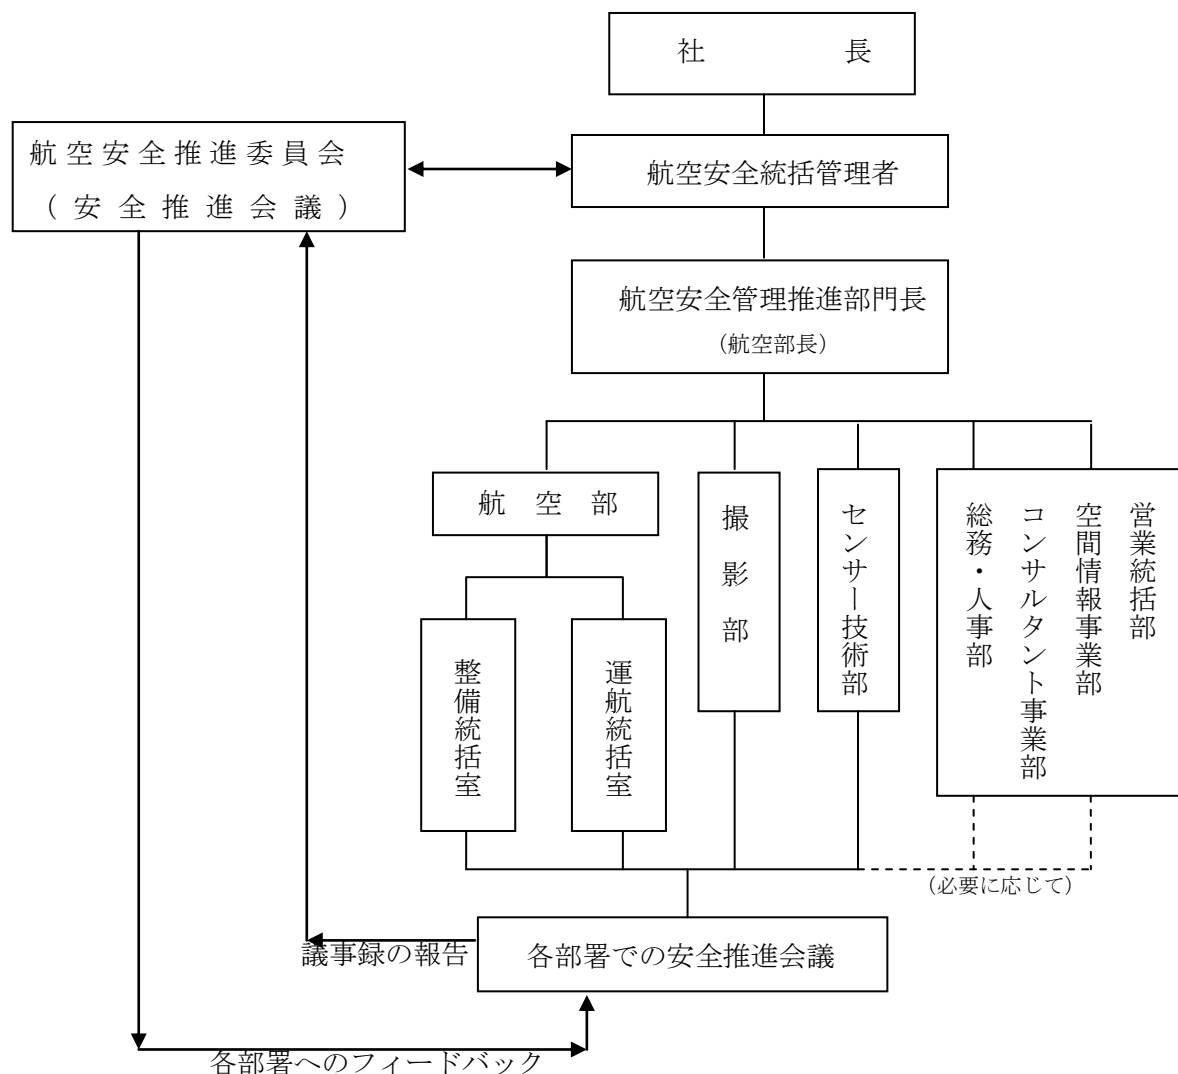 社長
航空安全推進委員会
（安全推進会議）
航空安全統括管理者
航空安全管理推進部門長
（航空部長）
航空部
撮影部
センサー技術部
営業統括部
空間情報事業部
コンサルタント事業部
総務・人事部
整備統括室
運航統括室
（必要に応じて）
議事録の報告
各部署での安全推進会議
各部署へのフィードバック